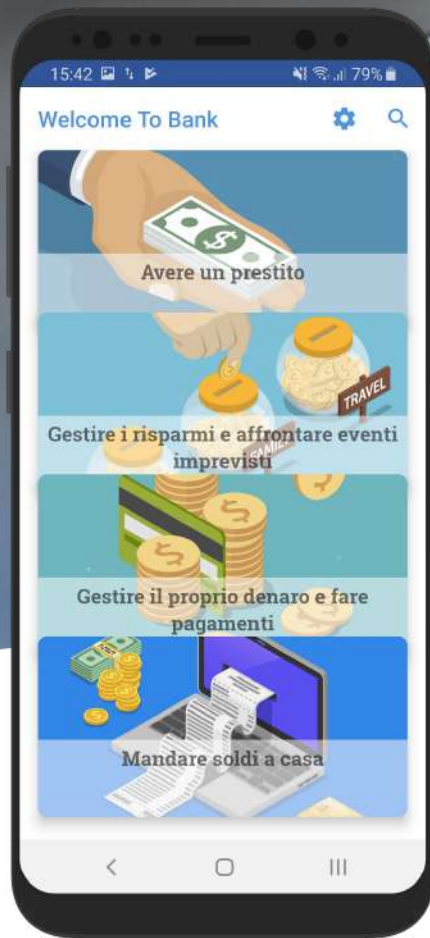 15:42 79%
Welcome To Bank
Avere un prestito
TRAVEL
FAMILY
Gestire i risparmi e affrontare eventi
imprevisti
Gestire il proprio denaro e fare
pagamenti
Mandare soldi a casa